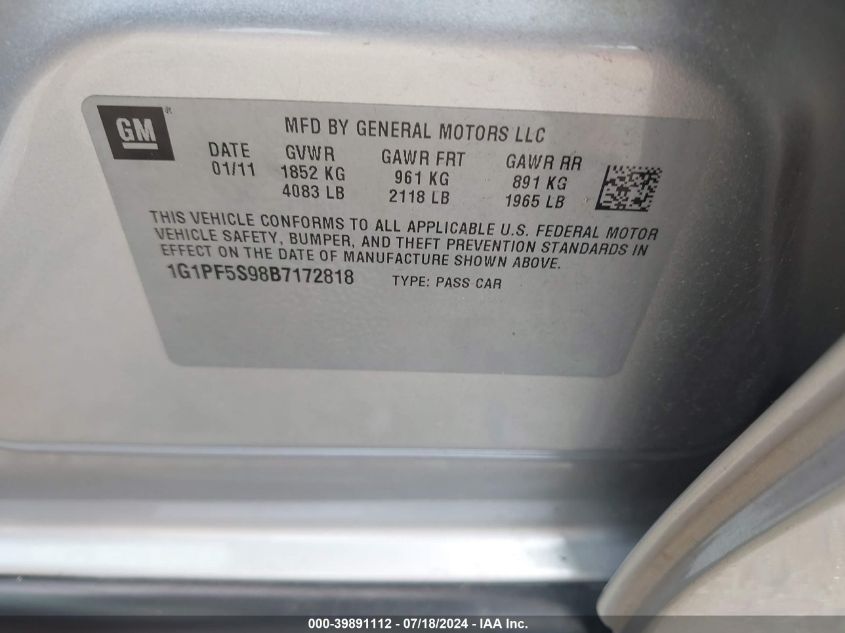 GM
MFD BY GENERAL MOTORS LLC
DATE GVWR GAWR FRT GAWR RR
01/11 1852 KG 961 KG 891 KG
4083 LB 2118 LB 1965 LB
THIS VEHICLE CONFORMS TO ALL APPLICABLE U.S. FEDERAL MOTOR
VEHICLE SAFETY, BUMPER, AND THEFT PREVENTION STANDARDS IN
EFFECT ON THE DATE OF MANUFACTURE SHOWN ABOVE.
1G1PF5S98B7172818 TYPE: PASS CAR
000-39891112 / 07/18/2024 - IAA Inc.